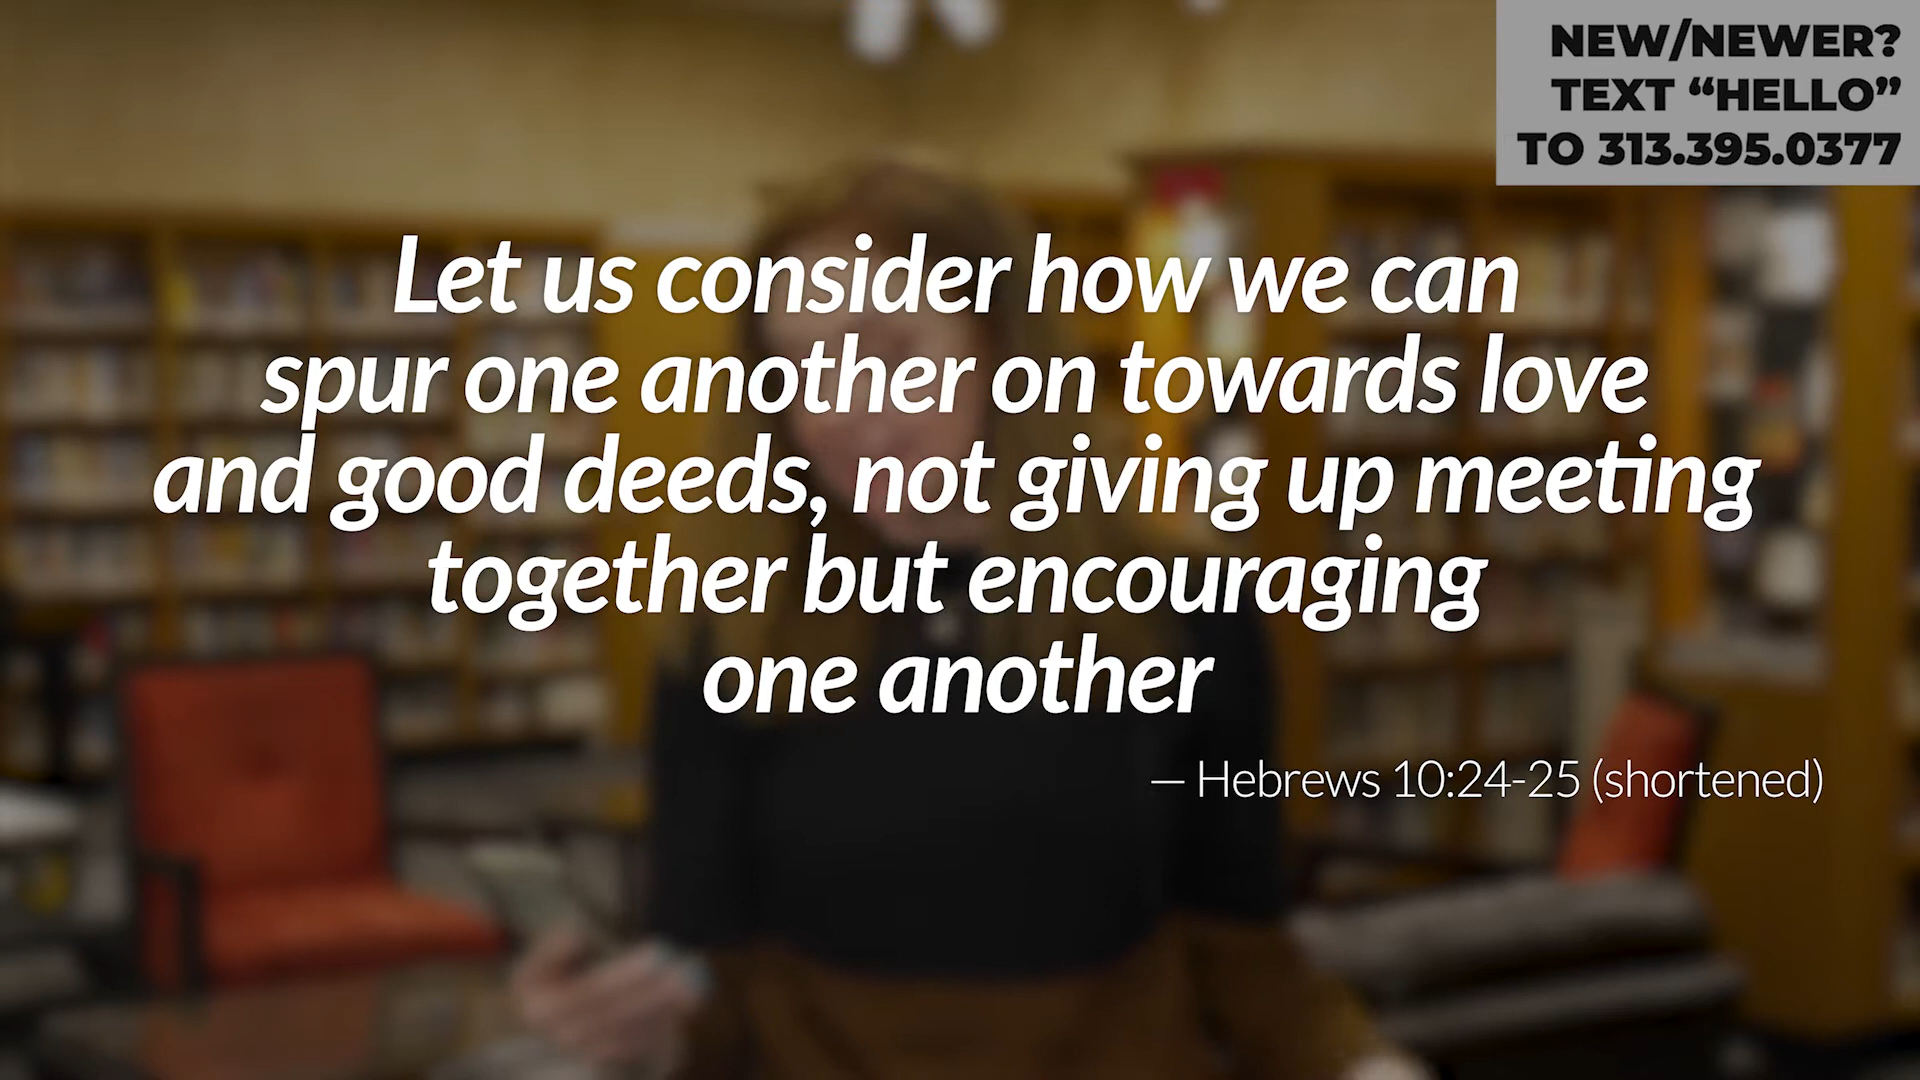 NEW/NEWER?
TEXT “HELLO”
TO 313.395.0377
Let us consider how we can
spur one another on towards love
and good deeds, not giving up meeting
together but encouraging
one another
— Hebrews 10:24-25 (shortened)